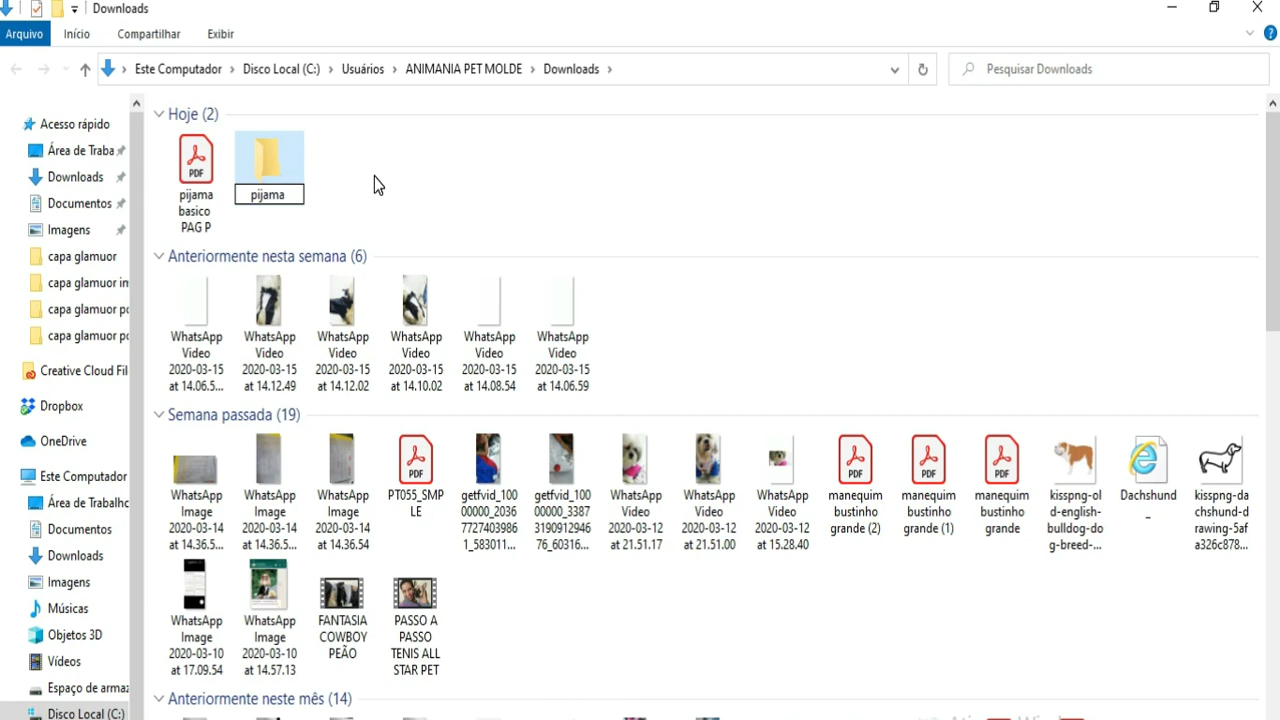 Downloads
Arquivo Início Compartilhar Exibir
Este Computador Disco Local (C:) Usuários ANIMANIA PET MOLDE Downloads
Pesquisar Downloads
Acesso rápido
Área de Traba
Downloads
Documentos
Imagens
capa glamuor
capa glamuor in
capa glamuor po
capa glamuor po
Creative Cloud Fil
Dropbox
OneDrive
Este Computador
Área de Trabalho
Documentos
Downloads
Imagens
Músicas
Objetos 3D
Vídeos
Espaço de armaz
Disco Local (C:)
Hoje (2)
PDF
pijama
basico
PAG P
pijama
Anteriormente nesta semana (6)
WhatsApp
Video
2020-03-15
at 14.06.5...
WhatsApp
Video
2020-03-15
at 14.12.49
WhatsApp
Video
2020-03-15
at 14.12.02
WhatsApp
Video
2020-03-15
at 14.10.02
WhatsApp
Video
2020-03-15
at 14.08.54
WhatsApp
Video
2020-03-15
at 14.06.59
Semana passada (19)
WhatsApp
Image
2020-03-14
at 14.36.5...
WhatsApp
Image
2020-03-14
at 14.36.5...
WhatsApp
Image
2020-03-14
at 14.36.54
PDF
PT055_SMP
LE
getfvid_100
00000_2036
7727403986
1_583011...
getfvid_100
00000_3387
3190912946
76_60316...
WhatsApp
Video
2020-03-12
at 21.51.17
WhatsApp
Video
2020-03-12
at 21.51.00
WhatsApp
Video
2020-03-12
at 15.28.40
PDF
manequim
bustinho
grande (2)
PDF
manequim
bustinho
grande (1)
PDF
manequim
bustinho
grande
kisspng-ol
d-english-
bulldog-do
g-breed-...
Dachshund
_
kisspng-da
chshund-d
rawing-5af
a326c878...
WhatsApp
Image
2020-03-10
at 17.09.54
WhatsApp
Image
2020-03-10
at 14.57.13
FANTASIA
COWBOY
PEÃO
PASSO A
PASSO
TENIS ALL
STAR PET
Anteriormente neste mês (14)